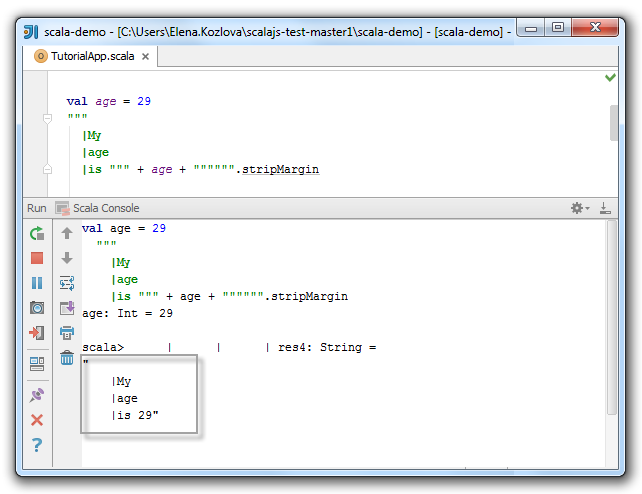 scala-demo - [C:\Users\Elena.Kozlova\scalajs-test-master1\scala-demo] - [scala-demo] -
TutorialApp.scala
val age = 29
"""
|My
|age
|is """ + age + """""".stripMargin
Run Scala Console
val age = 29
"""
|My
|age
|is """ + age + """""".stripMargin
age: Int = 29
scala>      |      |      | res4: String =
"
|My
|age
|is 29"